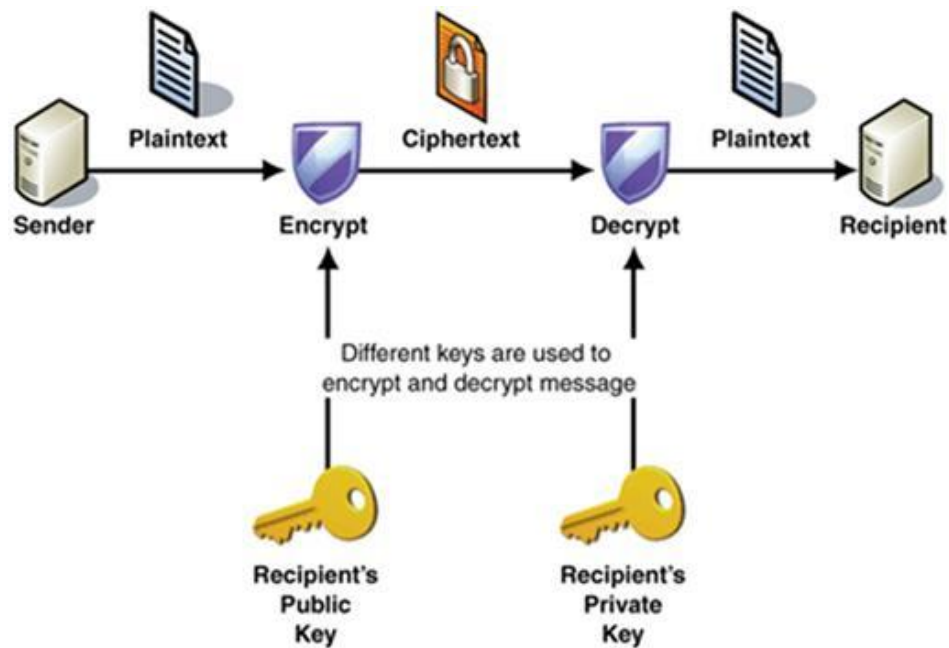 Plaintext
Ciphertext
Plaintext
Sender
Encrypt
Decrypt
Recipient
Different keys are used to
encrypt and decrypt message
Recipient's
Public
Key
Recipient's
Private
Key